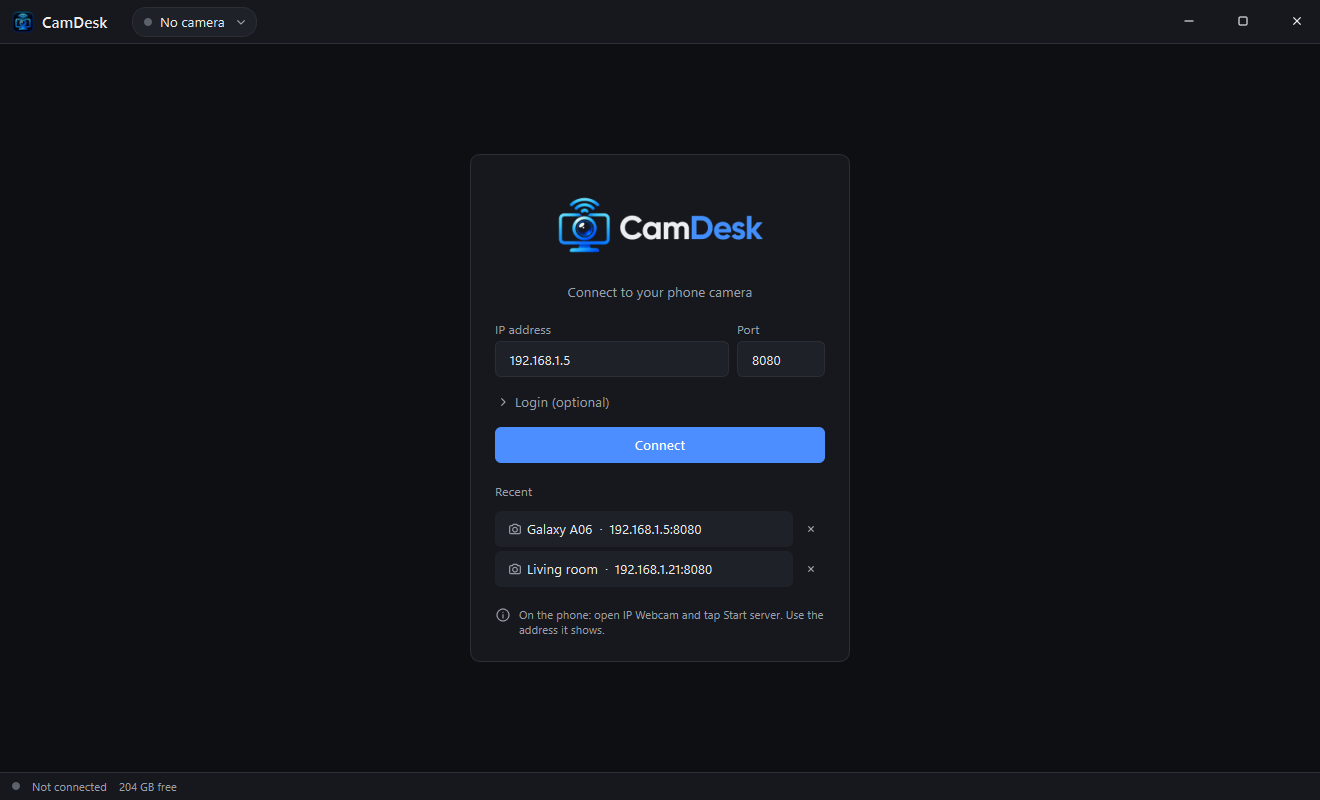 CamDesk
No camera
CamDesk
Connect to your phone camera
IP address
Port
192.168.1.5
8080
Login (optional)
Connect
Recent
Galaxy A06 · 192.168.1.5:8080
Living room · 192.168.1.21:8080
On the phone: open IP Webcam and tap Start server. Use the
address it shows.
Not connected
204 GB free